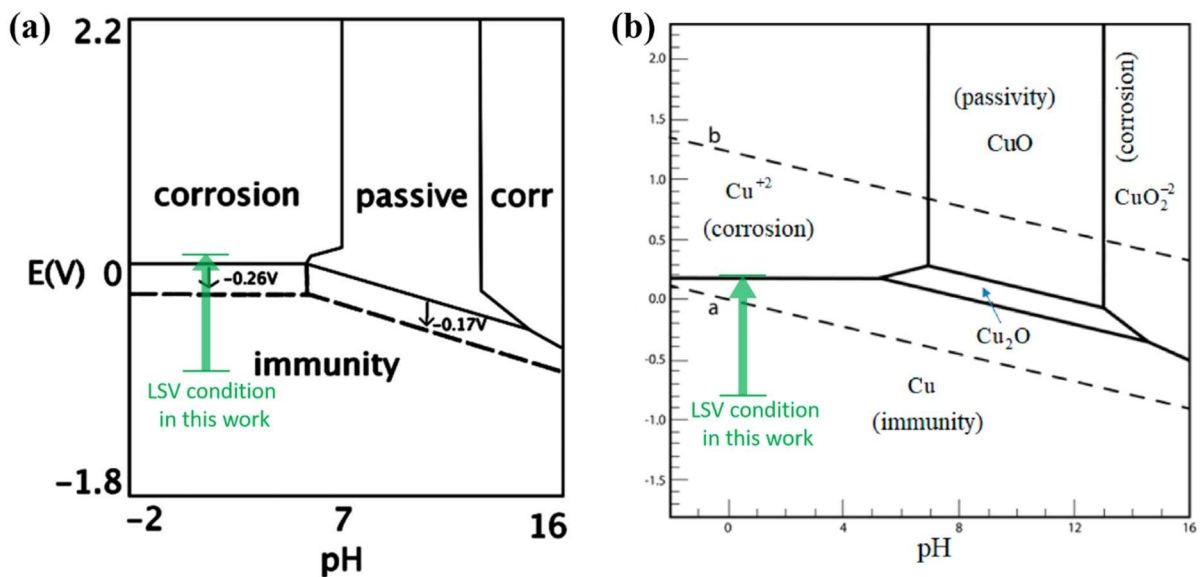 (a)
2.2
corrosion
passive
corr
E(V)
0
-0.26V
-0.17V
immunity
LSV condition
in this work
-1.8
-2
7
16
pH
(b)
2.0
1.5
1.0
0.5
0.0
-0.5
-1.0
-1.5
b
a
(passivity)
CuO
(corrosion)
CuO₂⁻²
Cu⁺²
(corrosion)
Cu₂O
Cu
(immunity)
LSV condition
in this work
0
4
8
12
16
pH